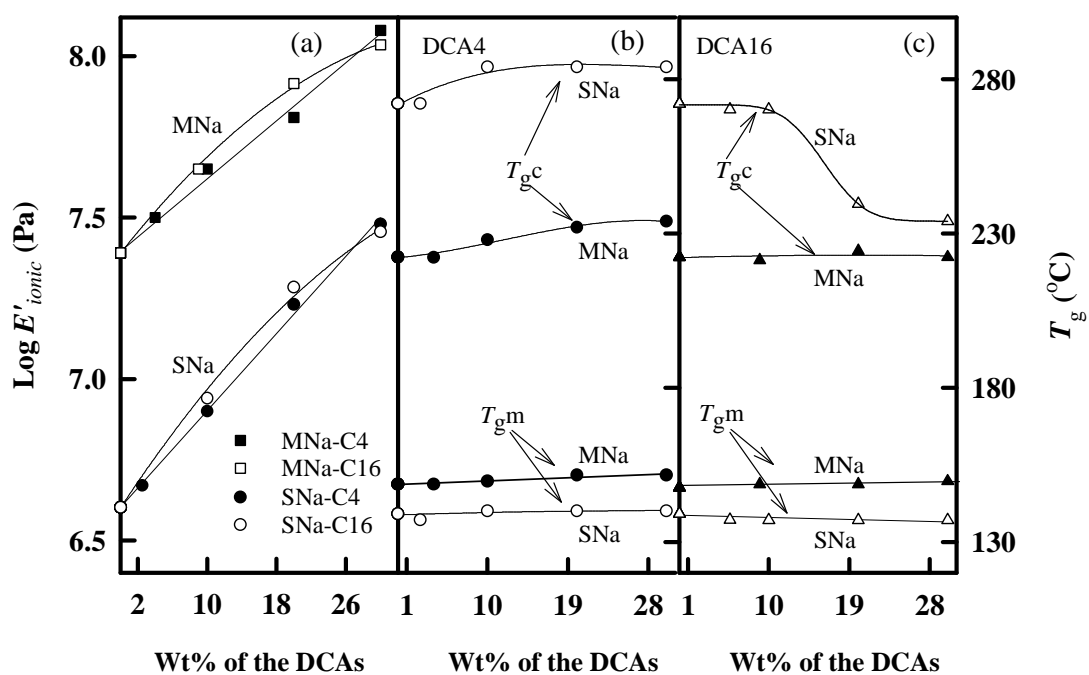 (a)
DCA4
(b)
DCA16
(c)
8.0
7.5
7.0
6.5
Log E'ionic (Pa)
MNa
SNa
MNa-C4
MNa-C16
SNa-C4
SNa-C16
SNa
Tgc
MNa
Tgm
MNa
SNa
SNa
Tgc
MNa
Tgm
MNa
SNa
280
230
180
130
Tg (°C)
2 10 18 26
1 10 19 28
1 10 19 28
Wt% of the DCAs
Wt% of the DCAs
Wt% of the DCAs